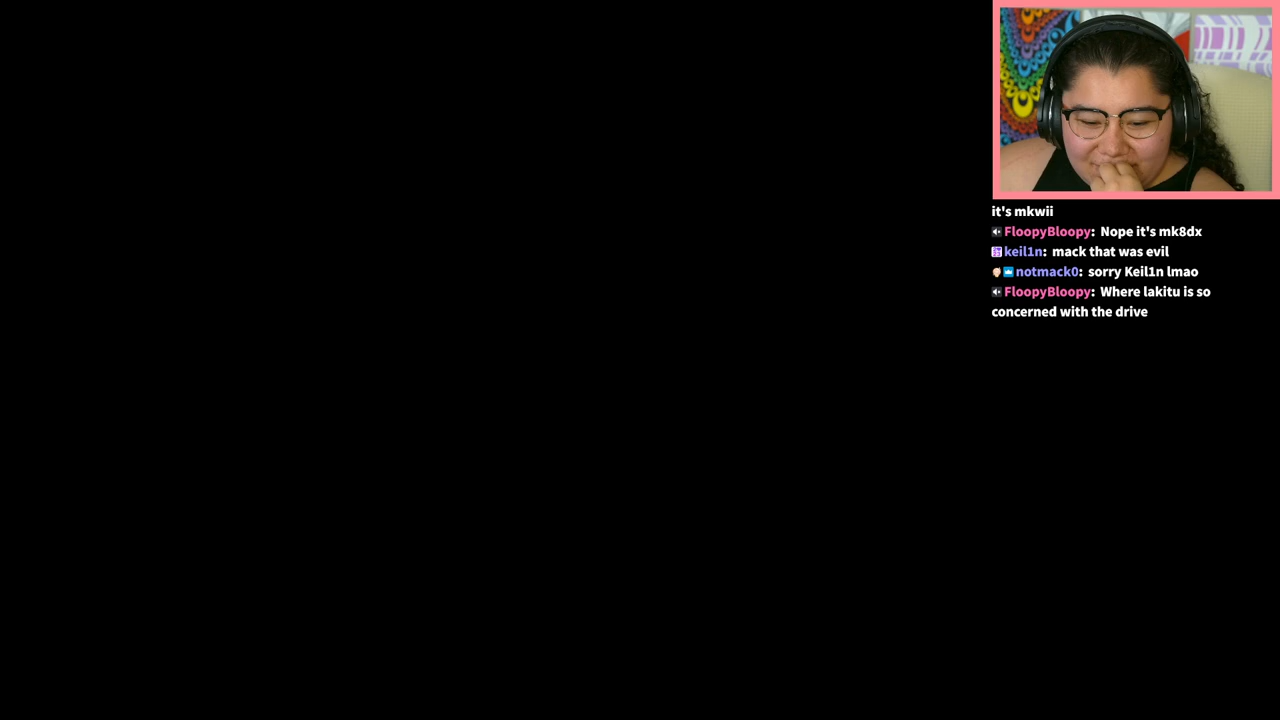 it's mkwii
FloopyBloopy: Nope it's mk8dx
keil1n: mack that was evil
notmack0: sorry Keil1n lmao
FloopyBloopy: Where lakitu is so
concerned with the drive